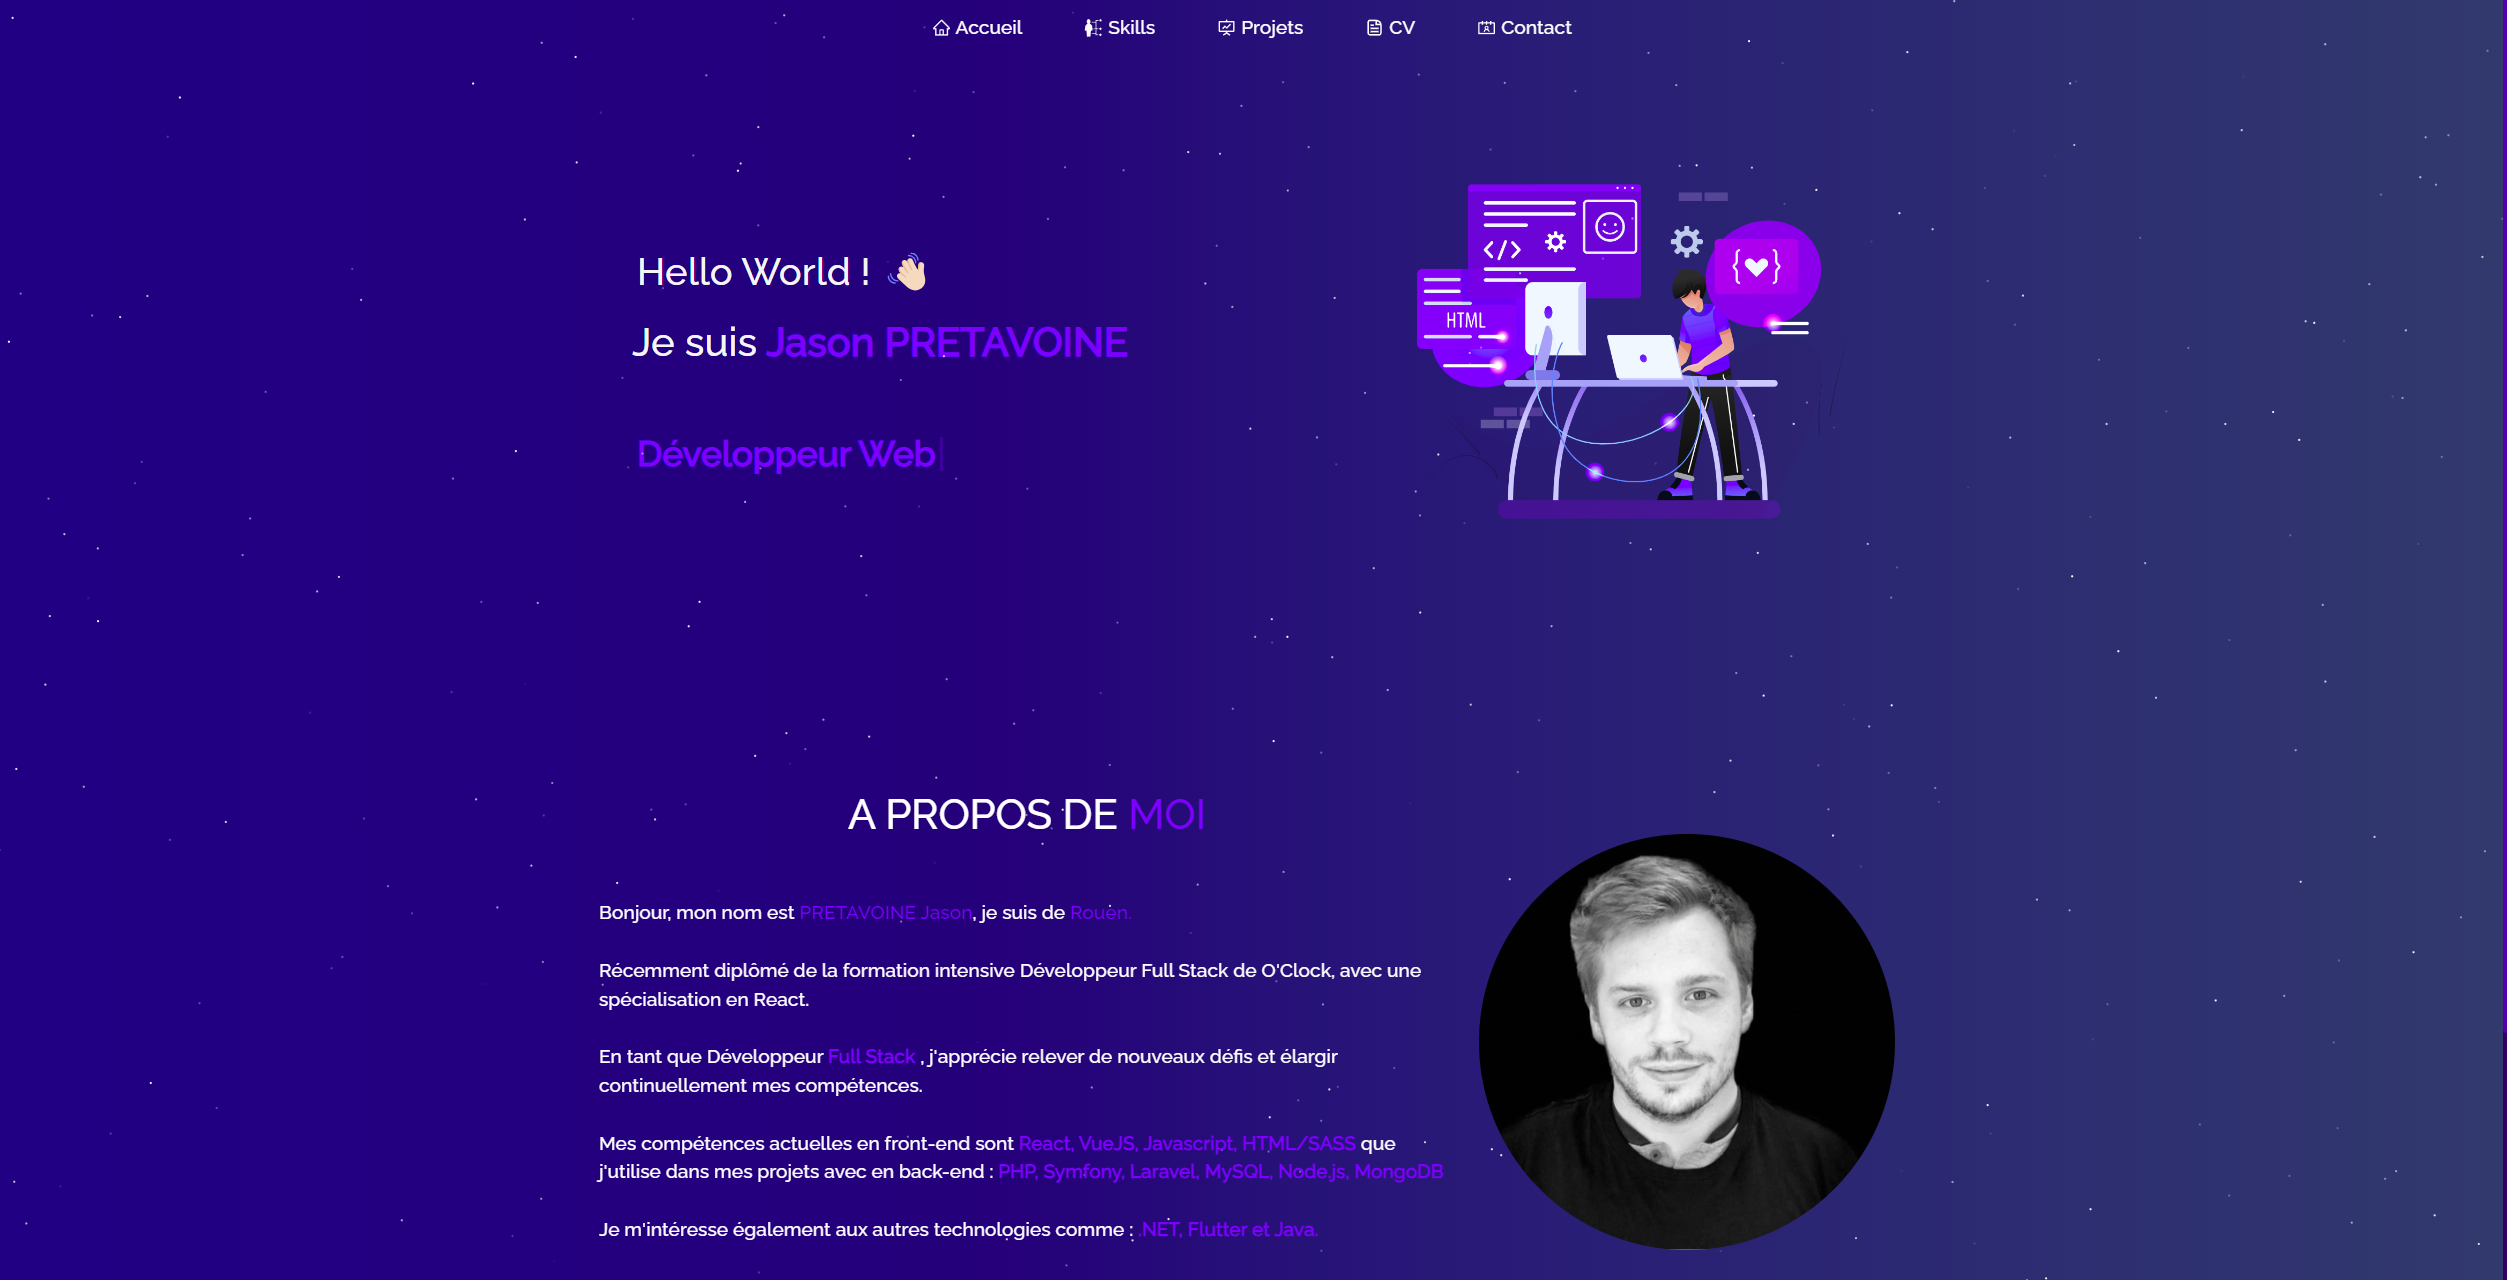 Accueil Skills Projets CV Contact
Hello World !
Je suis Jason PRETAVOINE
Développeur Web
HTML
A PROPOS DE MOI
Bonjour, mon nom est PRETAVOINE Jason, je suis de Rouen.
Récemment diplômé de la formation intensive Développeur Full Stack de O'Clock, avec une
spécialisation en React.
En tant que Développeur Full Stack , j'apprécie relever de nouveaux défis et élargir
continuellement mes compétences.
Mes compétences actuelles en front-end sont React, VueJS, Javascript, HTML/SASS que
j'utilise dans mes projets avec en back-end : PHP, Symfony, Laravel, MySQL, Node.js, MongoDB
Je m'intéresse également aux autres technologies comme : .NET, Flutter et Java.